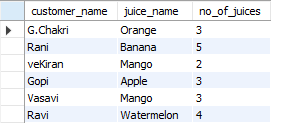 customer_name juice_name no_of_juices
G.Chakri Orange 3
Rani Banana 5
veKiran Mango 2
Gopi Apple 3
Vasavi Mango 3
Ravi Watermelon 4